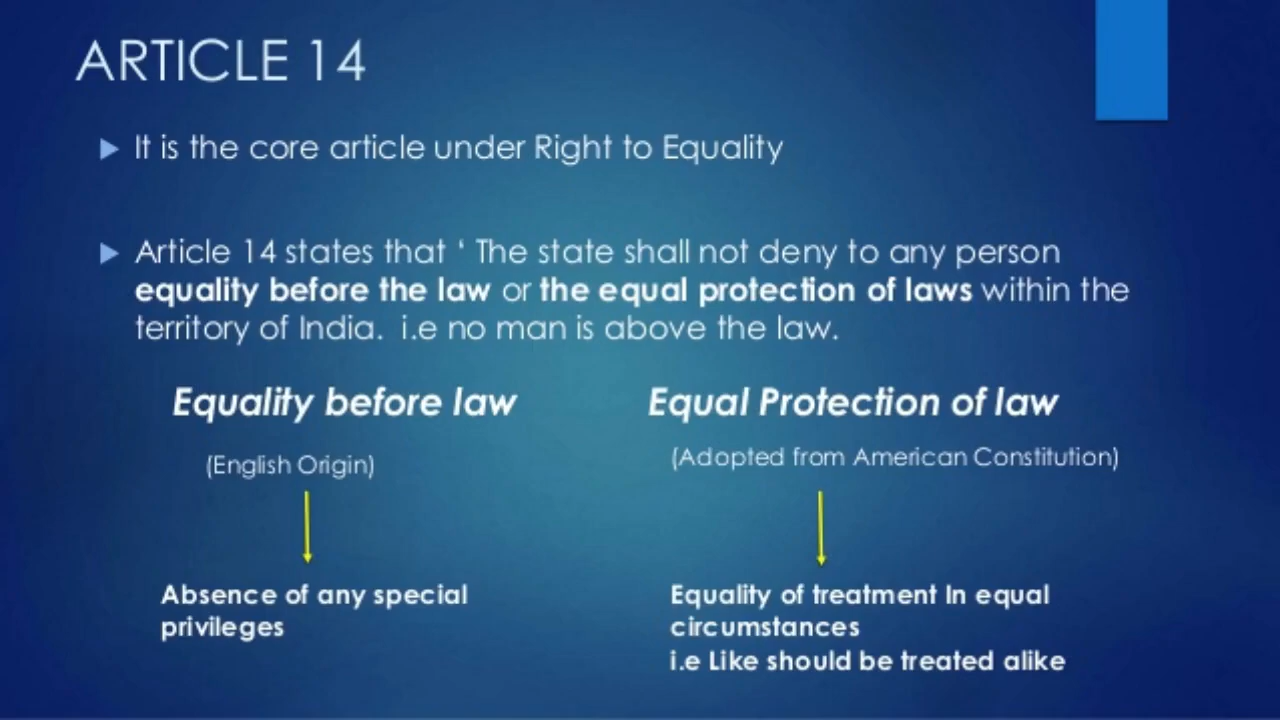 ARTICLE 14
It is the core article under Right to Equality
Article 14 states that ‘ The state shall not deny to any person
equality before the law or the equal protection of laws within the
territory of India.  i.e no man is above the law.
Equality before law
(English Origin)
Absence of any special
privileges
Equal Protection of law
(Adopted from American Constitution)
Equality of treatment In equal
circumstances
i.e Like should be treated alike